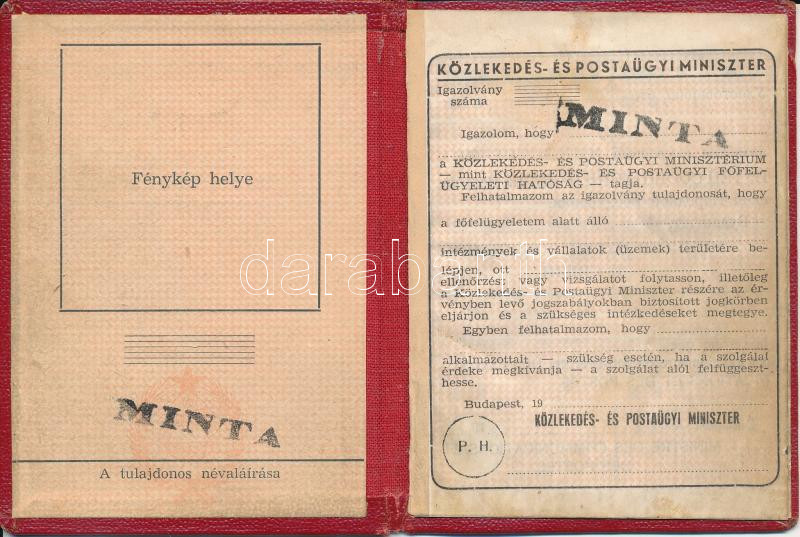 Fénykép helye
MINTA
A tulajdonos névaláírása
KÖZLEKEDÉS- ÉS POSTAÜGYI MINISZTER
Igazolvány
száma
MINTA
Igazolom, hogy
a KÖZLEKEDÉS- ÉS POSTAÜGYI MINISZTÉRIUM
— mint KÖZLEKEDÉS- ÉS POSTAÜGYI FŐFEL-
ÜGYELETI HATÓSÁG — tagja.
Felhatalmazom az igazolvány tulajdonosát, hogy
a főfelügyeletem alatt álló
intézmények és vállalatok (üzemek) területére be-
lépjen, ott
ellenőrzési vagy vizsgálatot folytasson, illetőleg
a Közlekedés- és Postaügyi Miniszter részére az ér-
vényben levő jogszabályokban biztosított jogkörben
eljárjon és a szükséges intézkedéseket megtegye.
Egyben felhatalmazom, hogy
alkalmazottait — szükség esetén, ha a szolgálat
érdeke megkívánja — a szolgálat alól felfüggeszt-
hesse.
Budapest, 19
KÖZLEKEDÉS- ÉS POSTAÜGYI MINISZTER
P. H.
darabanth